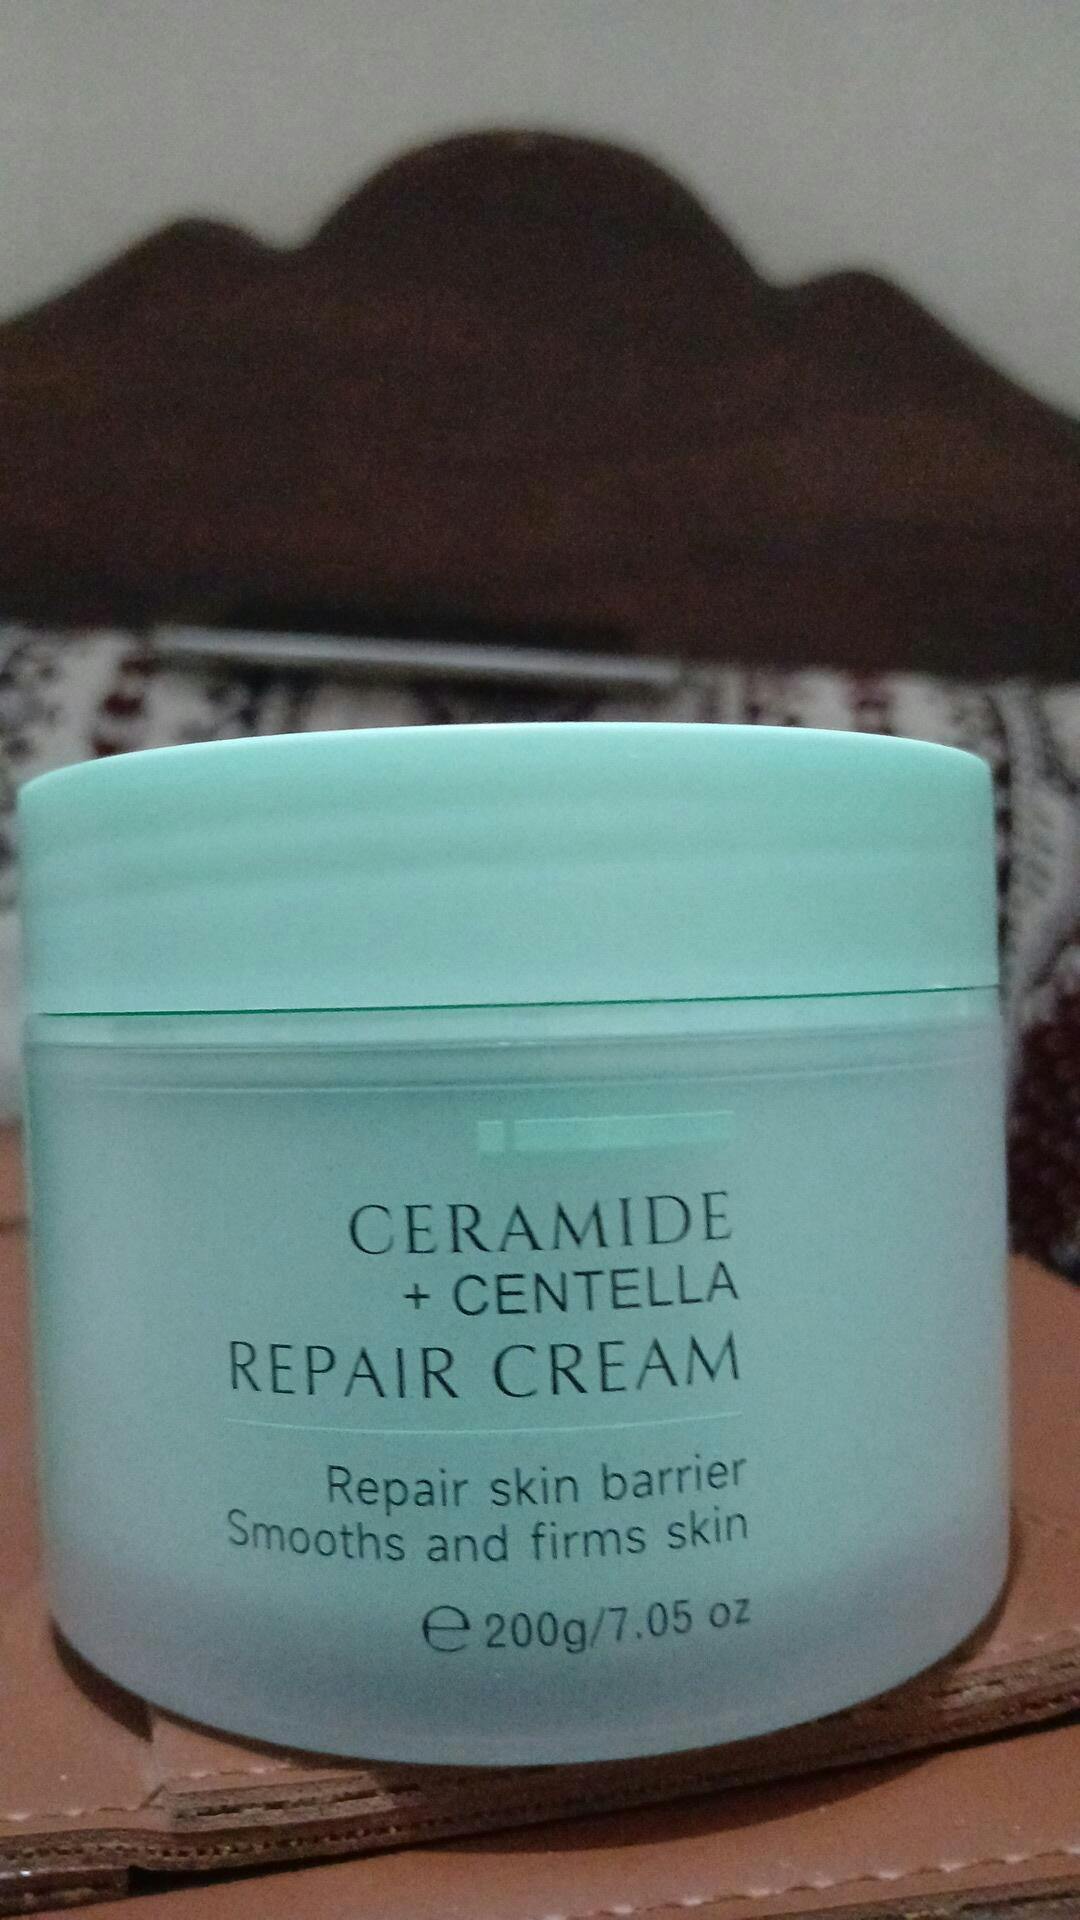 CERAMIDE
+ CENTELLA
REPAIR CREAM
Repair skin barrier
Smooths and firms skin
℮ 200g/7.05 oz